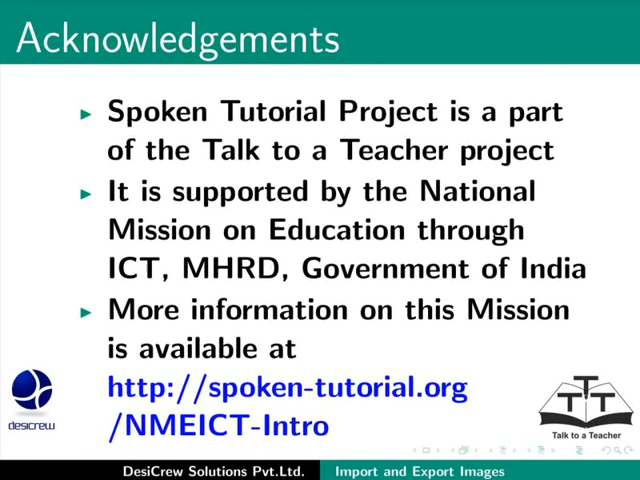 Acknowledgements
Spoken Tutorial Project is a part
of the Talk to a Teacher project
It is supported by the National
Mission on Education through
ICT, MHRD, Government of India
More information on this Mission
is available at
http://spoken-tutorial.org
/NMEICT-Intro
desicrew
TTT
Talk to a Teacher
DesiCrew Solutions Pvt.Ltd.
Import and Export Images